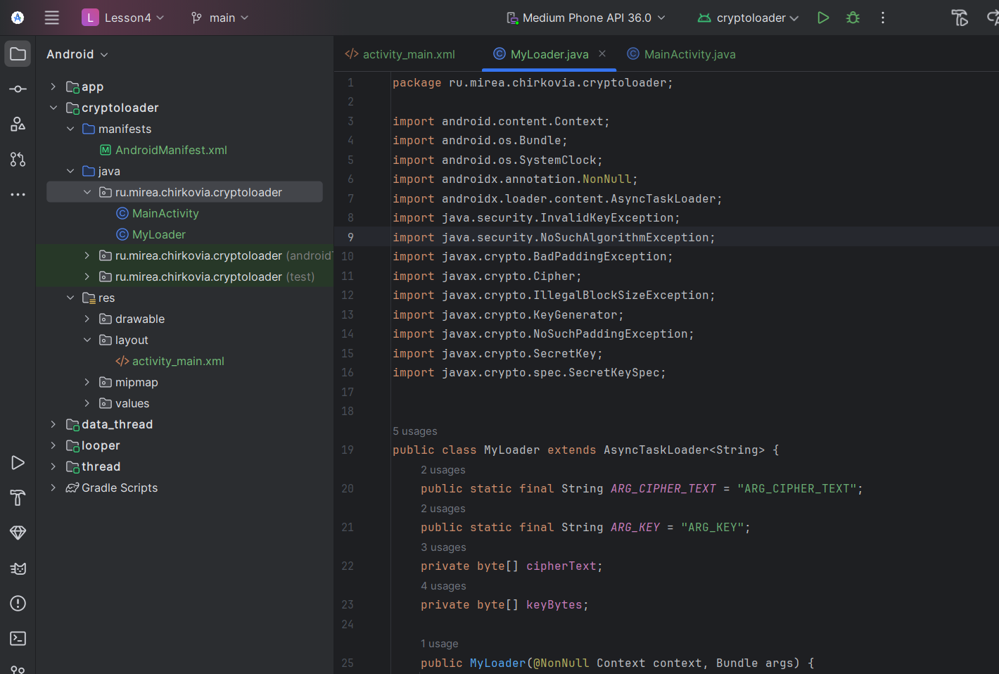 L Lesson4 main Medium Phone API 36.0 cryptoloader
Android
app
cryptoloader
manifests
AndroidManifest.xml
java
ru.mirea.chirkovia.cryptoloader
MainActivity
MyLoader
ru.mirea.chirkovia.cryptoloader
ru.mirea.chirkovia.cryptoloader (test)
res
drawable
layout
activity_main.xml
mipmap
values
data_thread
looper
thread
Gradle Scripts
activity_main.xml MyLoader.java MainActivity.java
1 package ru.mirea.chirkovia.cryptoloader;
2
3 import android.content.Context;
4 import android.os.Bundle;
5 import android.os.SystemClock;
6 import androidx.annotation.NonNull;
7 import androidx.loader.content.AsyncTaskLoader;
8 import java.security.InvalidKeyException;
9 import java.security.NoSuchAlgorithmException;
10 import javax.crypto.BadPaddingException;
11 import javax.crypto.Cipher;
12 import javax.crypto.IllegalBlockSizeException;
13 import javax.crypto.KeyGenerator;
14 import javax.crypto.NoSuchPaddingException;
15 import javax.crypto.SecretKey;
16 import javax.crypto.spec.SecretKeySpec;
17
18
5 usages
19 public class MyLoader extends AsyncTaskLoader<String> {
2 usages
20 public static final String ARG_CIPHER_TEXT = "ARG_CIPHER_TEXT";
2 usages
21 public static final String ARG_KEY = "ARG_KEY";
3 usages
22 private byte[] cipherText;
4 usages
23 private byte[] keyBytes;
24
1 usage
25 public MyLoader(@NonNull Context context, Bundle args) {